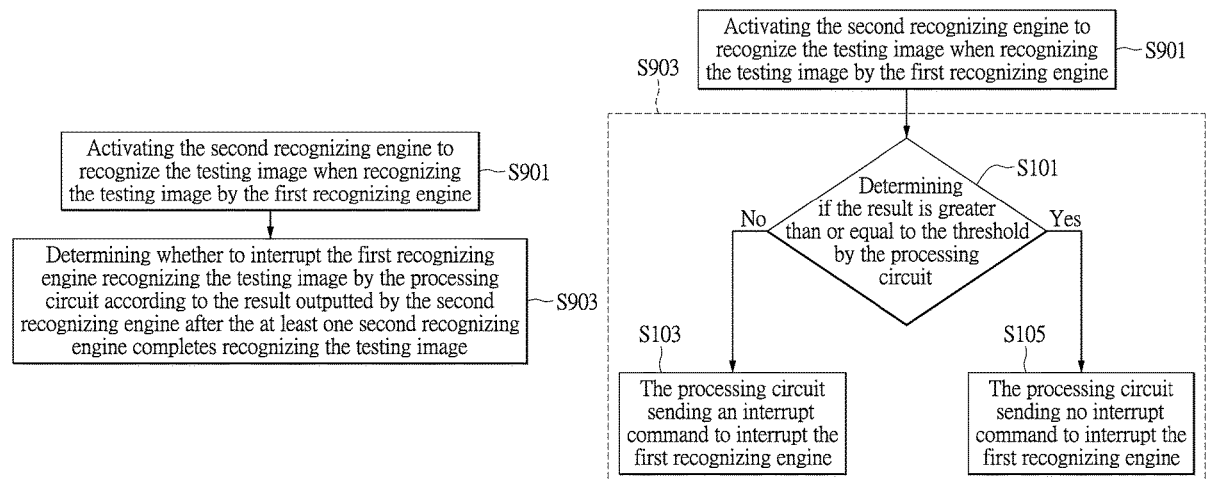 Activating the second recognizing engine to
recognize the testing image when recognizing
the testing image by the first recognizing engine
S901
Determining whether to interrupt the first recognizing
engine recognizing the testing image by the processing
circuit according to the result outputted by the second
recognizing engine after the at least one second recognizing
engine completes recognizing the testing image
S903
Activating the second recognizing engine to
recognize the testing image when recognizing
the testing image by the first recognizing engine
S901
S903
S101
Determining
if the result is greater
than or equal to the threshold
by the processing
circuit
No
Yes
S103
The processing circuit
sending an interrupt
command to interrupt the
first recognizing engine
S105
The processing circuit
sending no interrupt
command to interrupt the
first recognizing engine